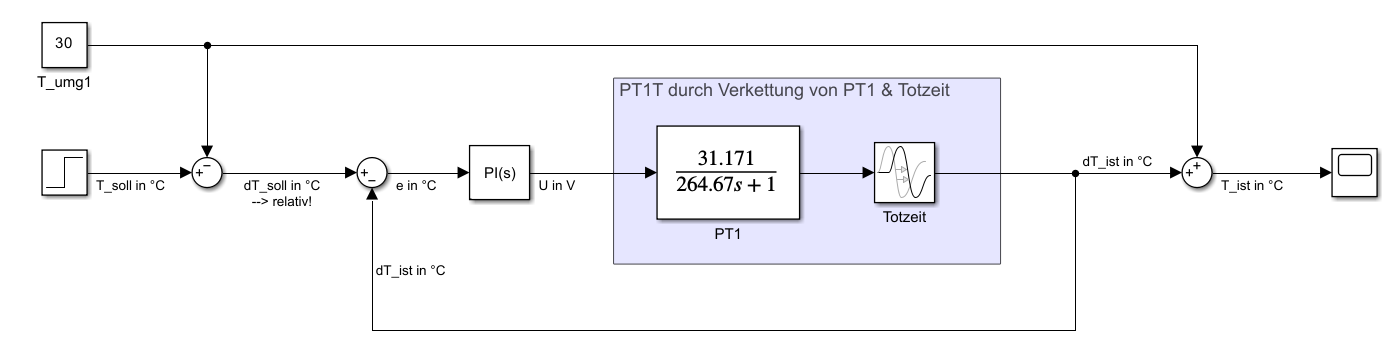 30
T_umg1
PT1T durch Verkettung von PT1 & Totzeit
T_soll in °C
+
−
dT_soll in °C
--> relativ!
+
−
e in °C
PI(s)
U in V
31.171
264.67s + 1
PT1
Totzeit
dT_ist in °C
+
+
T_ist in °C
dT_ist in °C